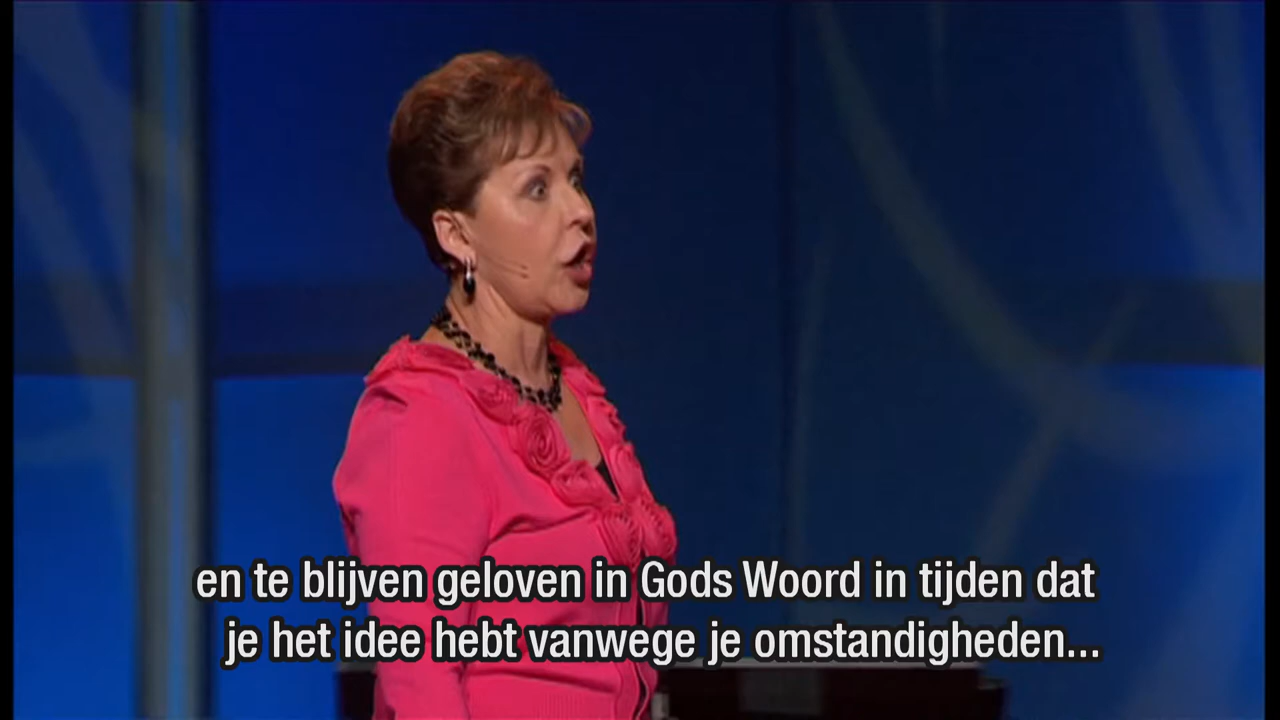 en te blijven geloven in Gods Woord in tijden dat
je het idee hebt vanwege je omstandigheden...